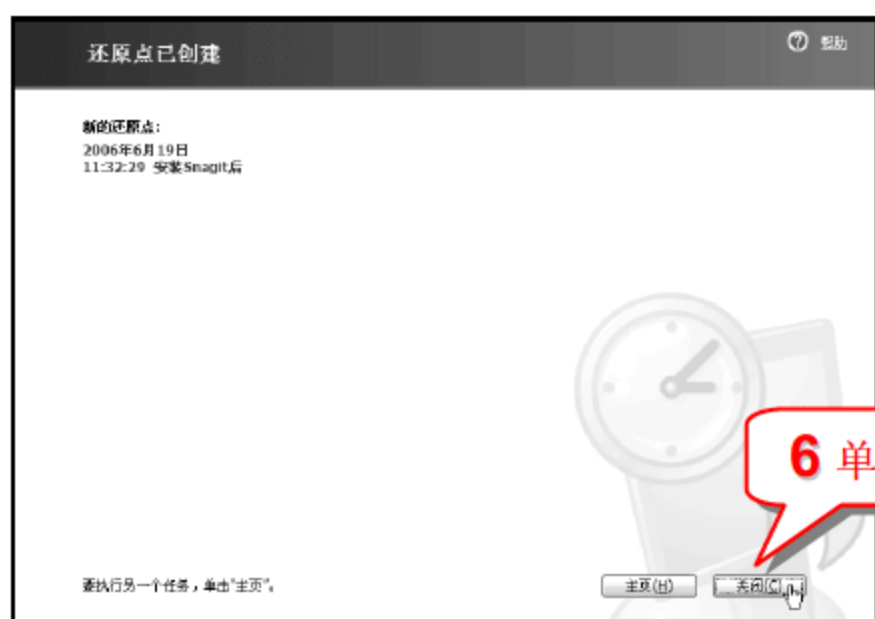 还原点已创建
帮助
新的还原点：
2006年6月19日
11:32:29 安装Snagit后
6 单
要执行另一个任务，单击"主页"。
主页(H)
关闭(C)